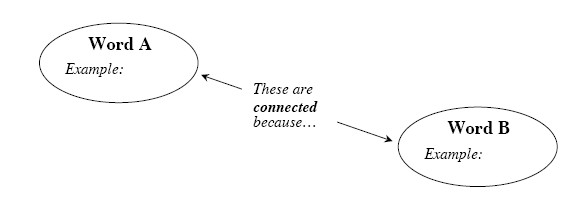 Word A
Example:
These are
connected
because…
Word B
Example: